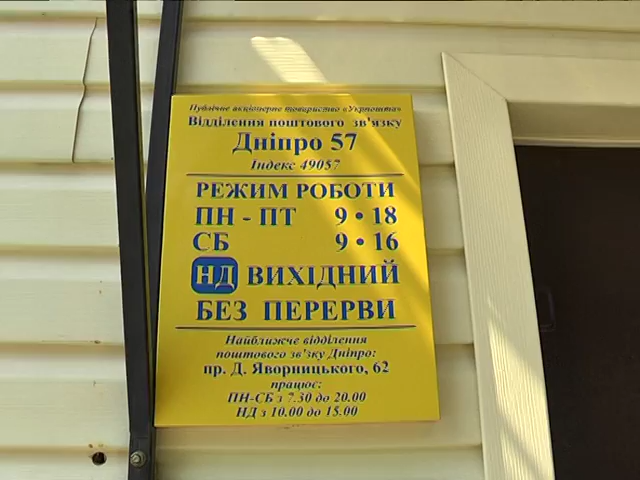 Публічне акціонерне товариство «Укрпошта»
Відділення поштового зв'язку
Дніпро 57
Індекс 49057
РЕЖИМ РОБОТИ
ПН - ПТ 9 • 18
СБ 9 • 16
НД ВИХІДНИЙ
БЕЗ ПЕРЕРВИ
Найближче відділення
поштового зв'язку Дніпро:
пр. Д. Яворницького, 62
працює:
ПН-СБ з 7.30 до 20.00
НД з 10.00 до 15.00